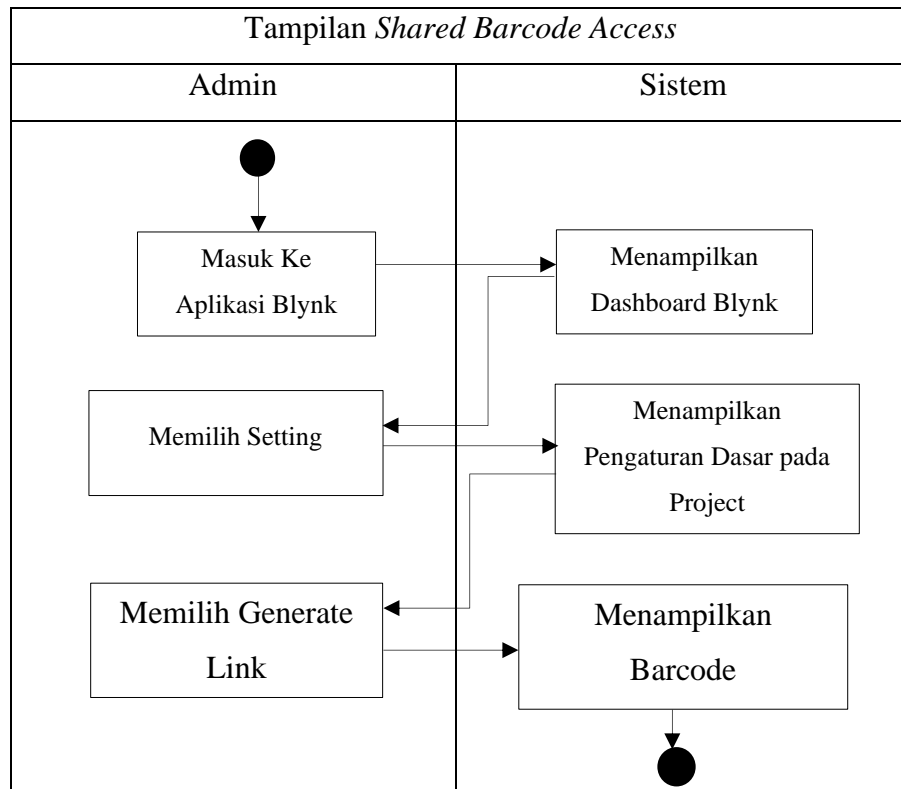 Tampilan Shared Barcode Access
Admin
Sistem
Masuk Ke
Aplikasi Blynk
Menampilkan
Dashboard Blynk
Memilih Setting
Menampilkan
Pengaturan Dasar pada
Project
Memilih Generate
Link
Menampilkan
Barcode